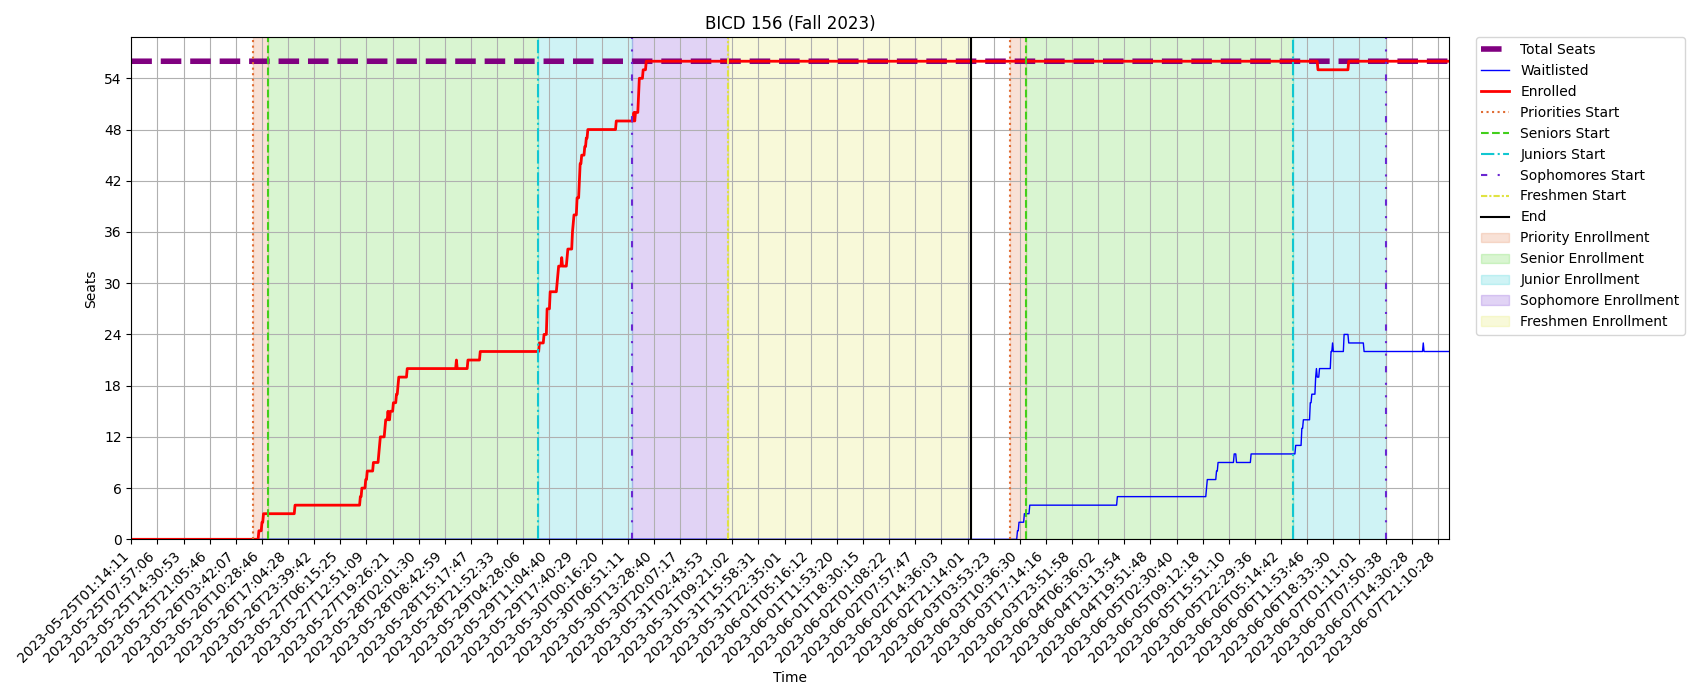 BICD 156 (Fall 2023)
Seats
54
48
42
36
30
24
18
12
6
0
2023-05-25T01:14:11
2023-05-25T07:57:06
2023-05-25T14:30:53
2023-05-25T21:05:46
2023-05-26T03:42:07
2023-05-26T10:28:46
2023-05-26T17:04:28
2023-05-26T23:39:42
2023-05-27T06:15:25
2023-05-27T12:51:09
2023-05-27T19:26:21
2023-05-28T02:01:30
2023-05-28T08:42:59
2023-05-28T15:17:47
2023-05-28T21:52:33
2023-05-29T04:28:06
2023-05-29T11:04:40
2023-05-29T17:40:29
2023-05-30T00:16:20
2023-05-30T06:51:11
2023-05-30T13:28:40
2023-05-30T20:07:17
2023-05-31T02:43:53
2023-05-31T09:21:02
2023-05-31T15:58:31
2023-05-31T22:35:01
2023-06-01T05:16:12
2023-06-01T11:53:20
2023-06-01T18:30:15
2023-06-02T01:08:22
2023-06-02T07:57:47
2023-06-02T14:36:03
2023-06-02T21:14:01
2023-06-03T03:53:23
2023-06-03T10:36:30
2023-06-03T17:14:16
2023-06-03T23:51:58
2023-06-04T06:36:02
2023-06-04T13:13:54
2023-06-04T19:51:48
2023-06-05T02:30:40
2023-06-05T09:12:18
2023-06-05T15:51:10
2023-06-05T22:29:36
2023-06-06T05:14:42
2023-06-06T11:53:46
2023-06-06T18:33:30
2023-06-07T01:11:01
2023-06-07T07:50:38
2023-06-07T14:30:28
2023-06-07T21:10:28
Time
Total Seats
Waitlisted
Enrolled
Priorities Start
Seniors Start
Juniors Start
Sophomores Start
Freshmen Start
End
Priority Enrollment
Senior Enrollment
Junior Enrollment
Sophomore Enrollment
Freshmen Enrollment